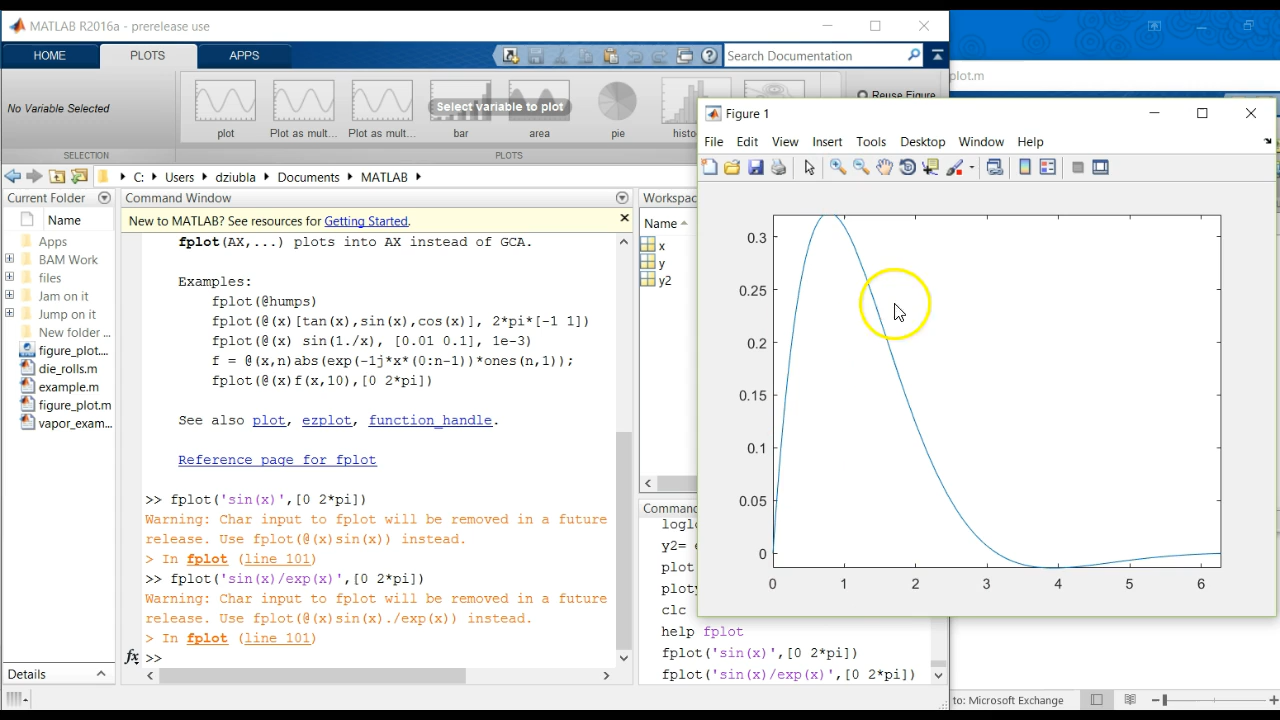 MATLAB R2016a - prerelease use
HOME
PLOTS
APPS
Search Documentation
plot.m
No Variable Selected
Select variable to plot
plot
Plot as mult...
Plot as mult...
bar
area
pie
Reuse Figure
SELECTION
PLOTS
C: Users dziubla Documents MATLAB
Current Folder
Name
Apps
BAM Work
files
Jam on it
Jump on it
New folder ...
figure_plot....
die_rolls.m
example.m
figure_plot.m
vapor_exam...
Details
Command Window
New to MATLAB? See resources for Getting Started.
fplot(AX,...) plots into AX instead of GCA.
Examples:
fplot(@humps)
fplot(@(x)[tan(x),sin(x),cos(x)], 2*pi*[-1 1])
fplot(@(x) sin(1./x), [0.01 0.1], 1e-3)
f = @(x,n)abs(exp(-1j*x*(0:n-1))*ones(n,1));
fplot(@(x)f(x,10),[0 2*pi])
See also plot, ezplot, function_handle.
Reference page for fplot
>> fplot('sin(x)',[0 2*pi])
Warning: Char input to fplot will be removed in a future
release. Use fplot(@(x)sin(x)) instead.
> In fplot (line 101)
>> fplot('sin(x)/exp(x)',[0 2*pi])
Warning: Char input to fplot will be removed in a future
release. Use fplot(@(x)sin(x)./exp(x)) instead.
> In fplot (line 101)
fx >>
Name
x
y
y2
plot
clc
help fplot
fplot('sin(x)',[0 2*pi])
fplot('sin(x)/exp(x)',[0 2*pi])
Figure 1
File Edit View Insert Tools Desktop Window Help
0.3
0.25
0.2
0.15
0.1
0.05
0
0 1 2 3 4 5 6
to: Microsoft Exchange